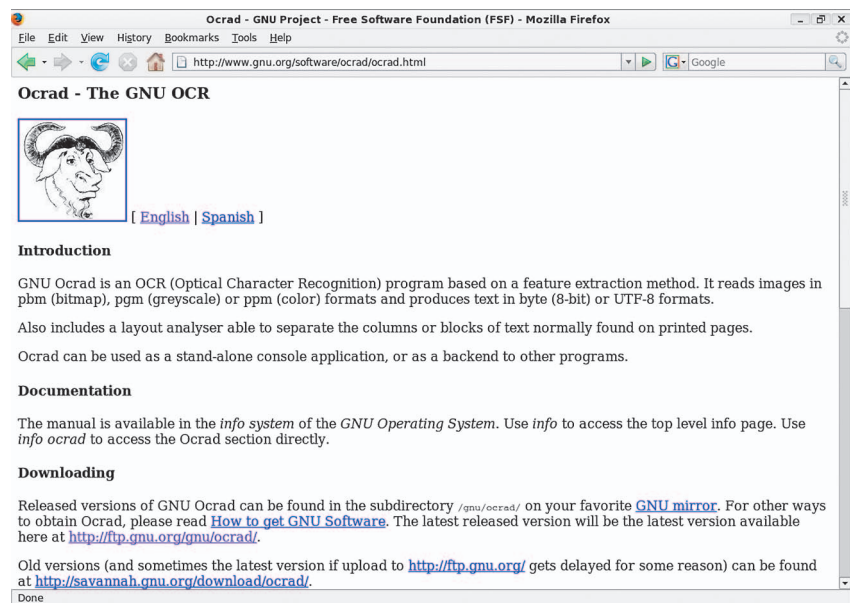 Ocrad - GNU Project - Free Software Foundation (FSF) - Mozilla Firefox
File Edit View History Bookmarks Tools Help
http://www.gnu.org/software/ocrad/ocrad.html G Google
Ocrad - The GNU OCR
[ English | Spanish ]
Introduction
GNU Ocrad is an OCR (Optical Character Recognition) program based on a feature extraction method. It reads images in
pbm (bitmap), pgm (greyscale) or ppm (color) formats and produces text in byte (8-bit) or UTF-8 formats.
Also includes a layout analyser able to separate the columns or blocks of text normally found on printed pages.
Ocrad can be used as a stand-alone console application, or as a backend to other programs.
Documentation
The manual is available in the info system of the GNU Operating System. Use info to access the top level info page. Use
info ocrad to access the Ocrad section directly.
Downloading
Released versions of GNU Ocrad can be found in the subdirectory /gnu/ocrad/ on your favorite GNU mirror. For other ways
to obtain Ocrad, please read How to get GNU Software. The latest released version will be the latest version available
here at http://ftp.gnu.org/gnu/ocrad/.
Old versions (and sometimes the latest version if upload to http://ftp.gnu.org/ gets delayed for some reason) can be found
at http://savannah.gnu.org/download/ocrad/.
Done